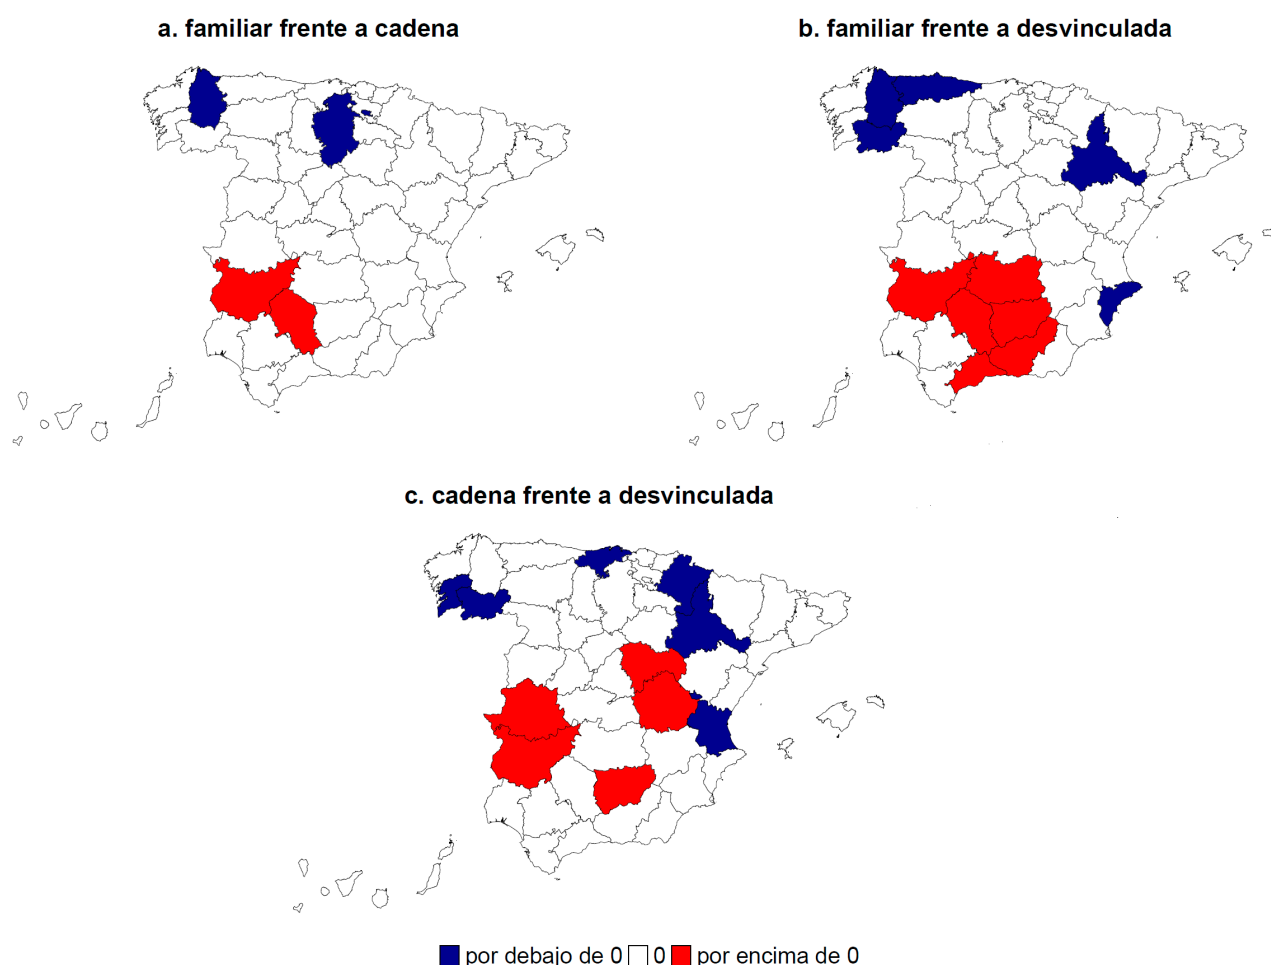 a. familiar frente a cadena
b. familiar frente a desvinculada
c. cadena frente a desvinculada
por debajo de 0 0 por encima de 0